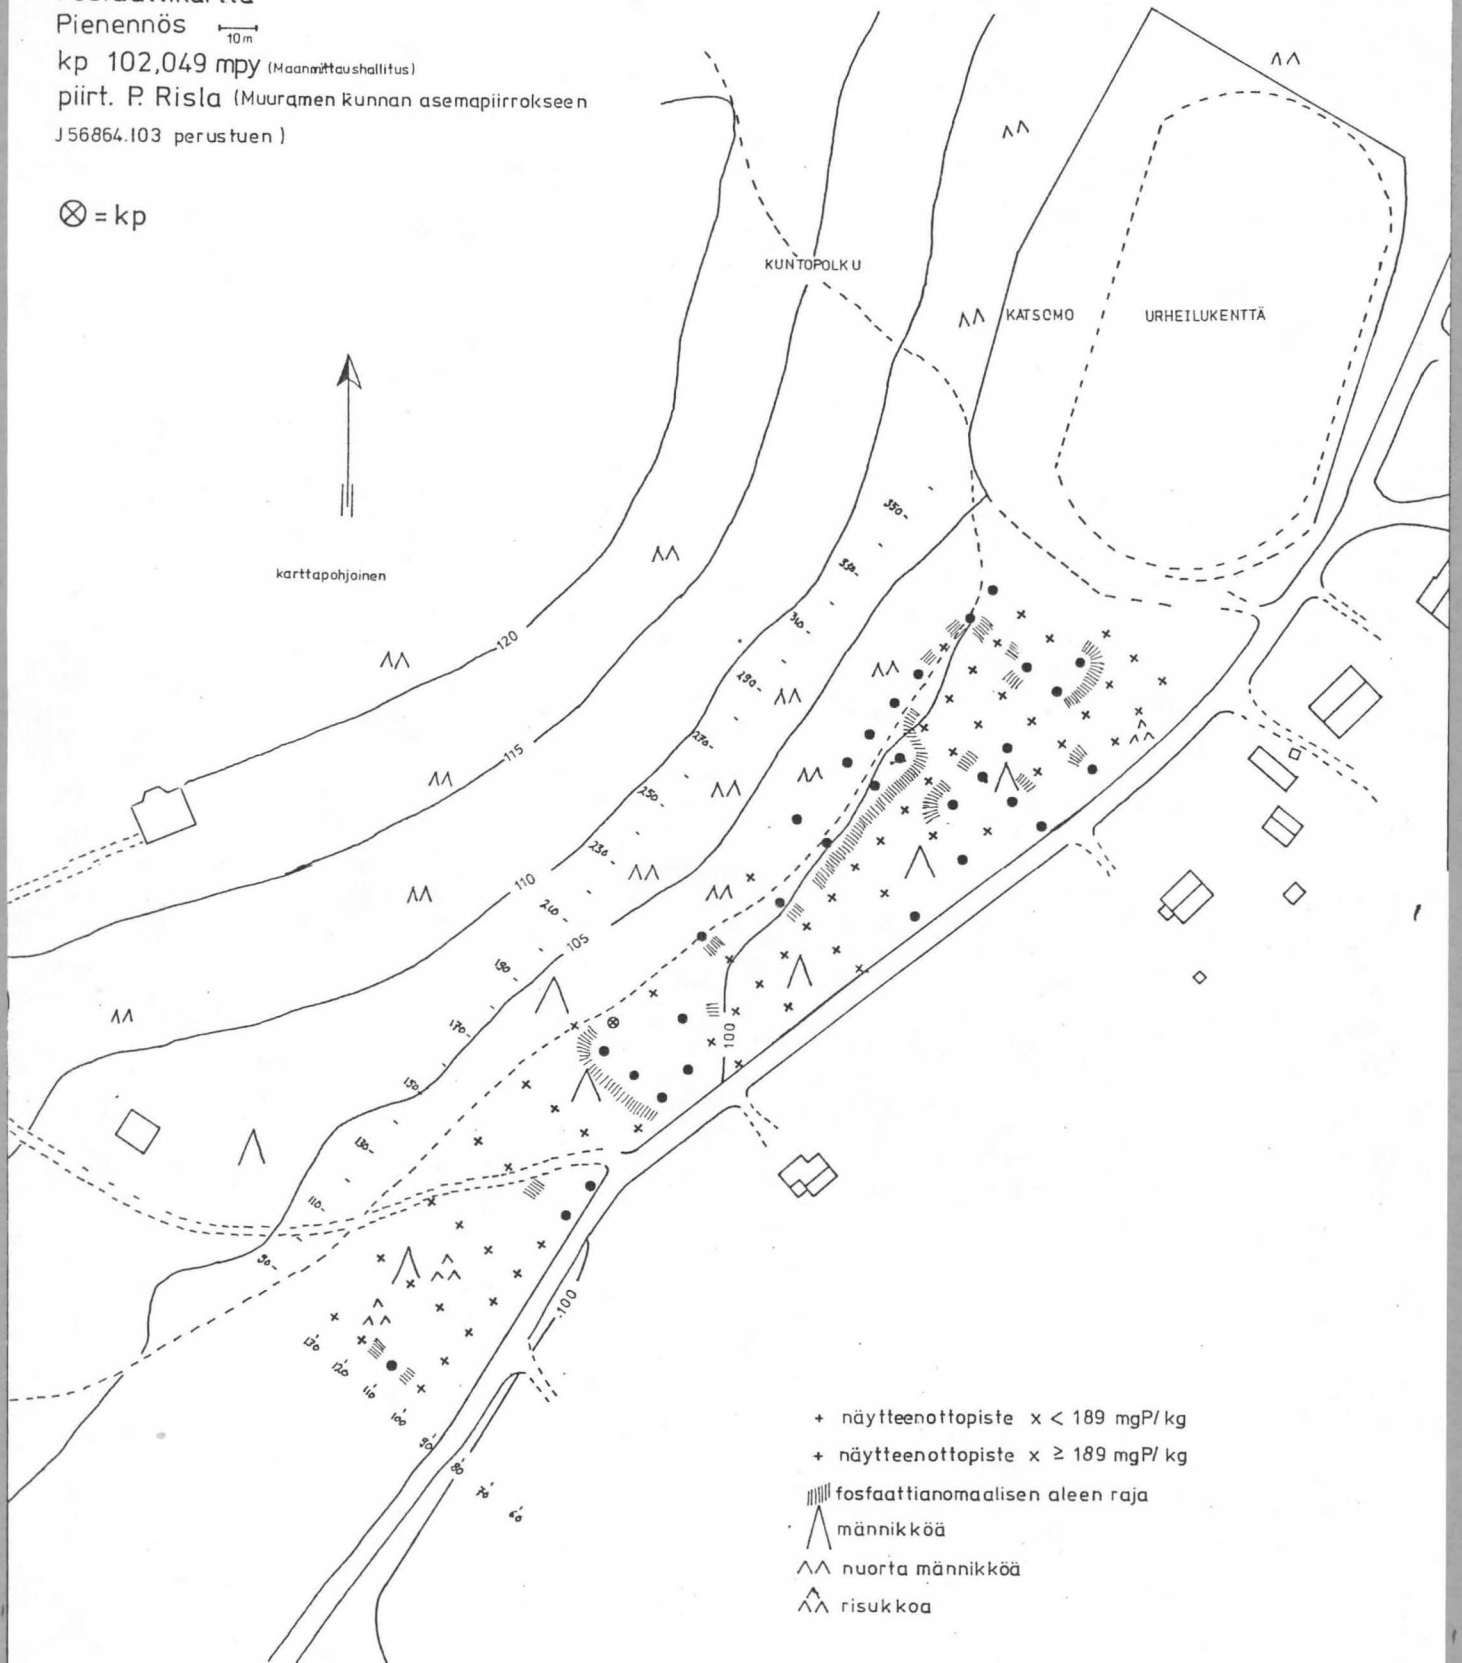 Pienennös
10m
kp 102,049 mpy (Maanmittaushallitus)
piirt. P. Risla (Muuramen kunnan asemapiirrokseen
J56864.103 perustuen)
⊗ = kp
KUNTOPOLKU
KATSOMO
URHEILUKENTTÄ
karttapohjoinen
350-
330-
310-
290-
270-
250-
230-
210-
190-
170-
150-
130-
110-
90-
120
115
110
105
100
100
130
120
110
100
90
80
70
60
+ näytteenottopiste x < 189 mgP/kg
+ näytteenottopiste x ≥ 189 mgP/kg
fosfaattianomaalisen aleen raja
männikköä
nuorta männikköä
risukkoa